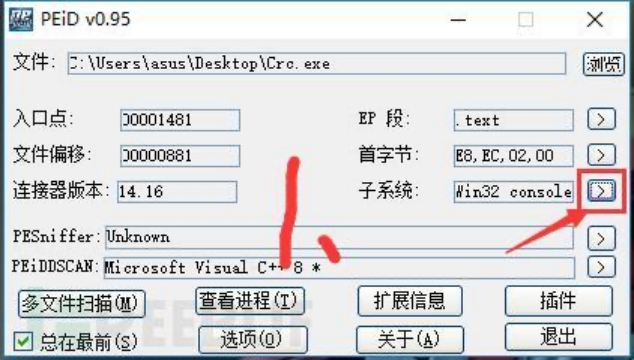 PEiD v0.95
文件: C:\Users\asus\Desktop\Crc.exe 浏览
入口点: 00001481 EP 段: .text >
文件偏移: 00000881 首字节: E8,EC,02,00 >
连接器版本: 14.16 子系统: Win32 console >
PESniffer: Unknown >
PEiDDSCAN: Microsoft Visual C++ 8 * >
多文件扫描(M) 查看进程(T) 扩展信息 插件
总在最前(S) 选项(O) 关于(A) 退出